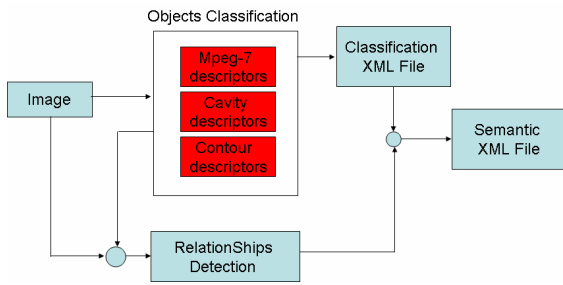 Objects Classification
Mpeg-7
descriptors
Cavity
descriptors
Contour
descriptors
Image
Classification
XML File
Semantic
XML File
RelationShips
Detection